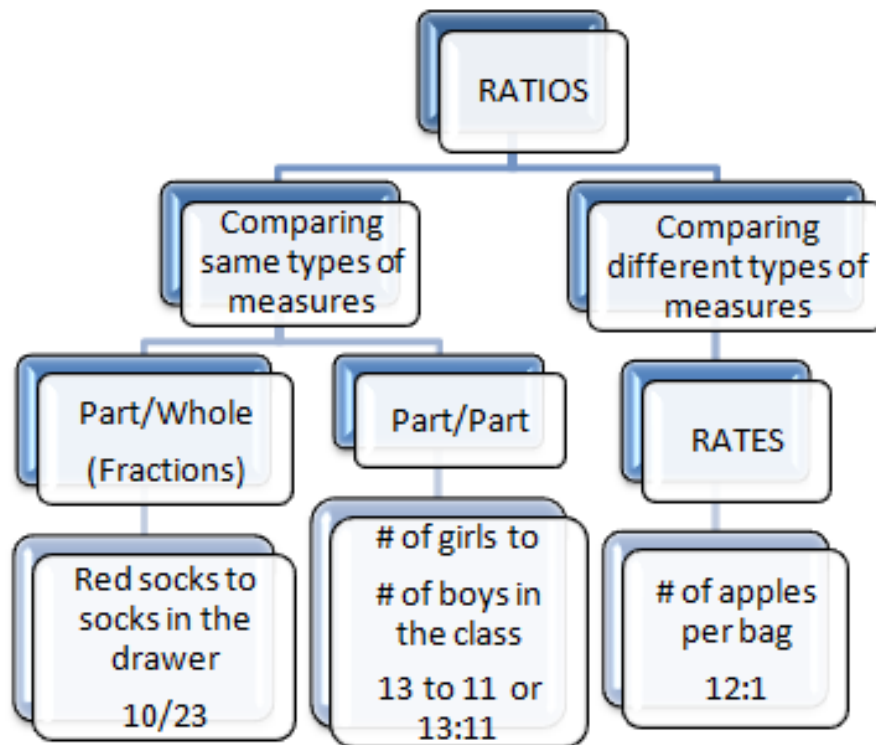 RATIOS
Comparing
same types of
measures
Comparing
different types of
measures
Part/Whole
(Fractions)
Part/Part
RATES
Red socks to
socks in the
drawer
10/23
# of girls to
# of boys in
the class
13 to 11 or
13:11
# of apples
per bag
12:1